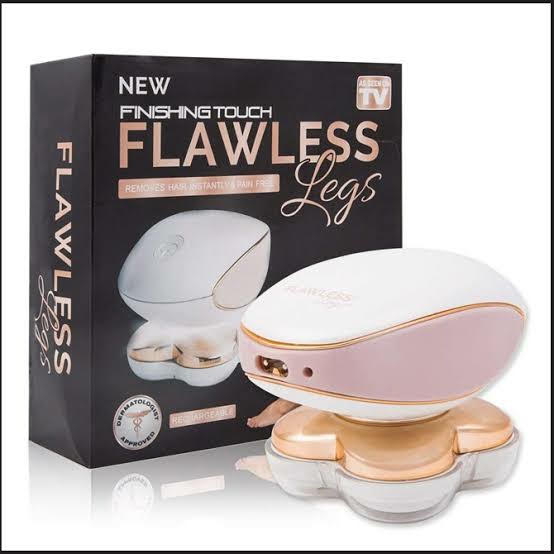 NEW
AS SEEN ON
TV
FINISHING TOUCH
FLAWLESS
Legs
REMOVES HAIR INSTANTLY & PAIN FREE
FLAWLESS
Legs
FLAWLESS
Legs
DERMATOLOGIST
APPROVED
RECHARGEABLE